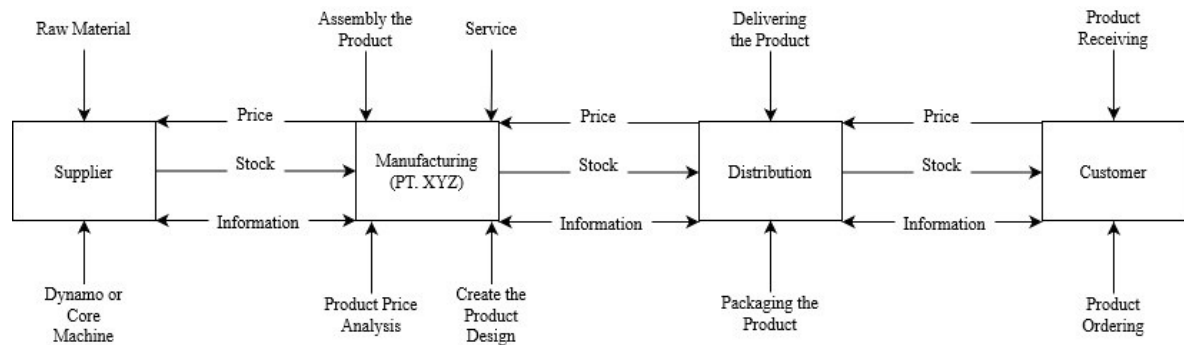 Raw Material
Assembly the
Product
Service
Delivering
the Product
Product
Receiving
Price
Price
Price
Supplier
Stock
Manufacturing
(PT. XYZ)
Stock
Distribution
Stock
Customer
Information
Information
Information
Dynamo or
Core
Machine
Product Price
Analysis
Create the
Product
Design
Packaging the
Product
Product
Ordering